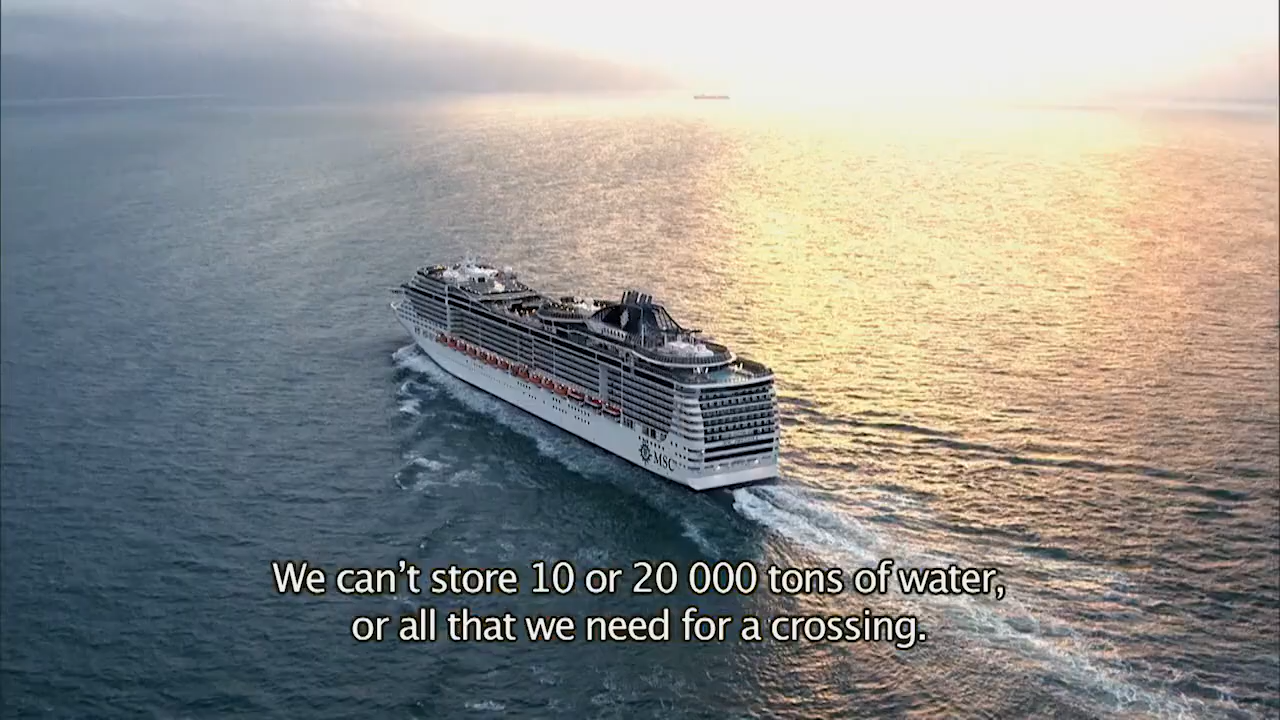 MSC
We can't store 10 or 20 000 tons of water,
or all that we need for a crossing.